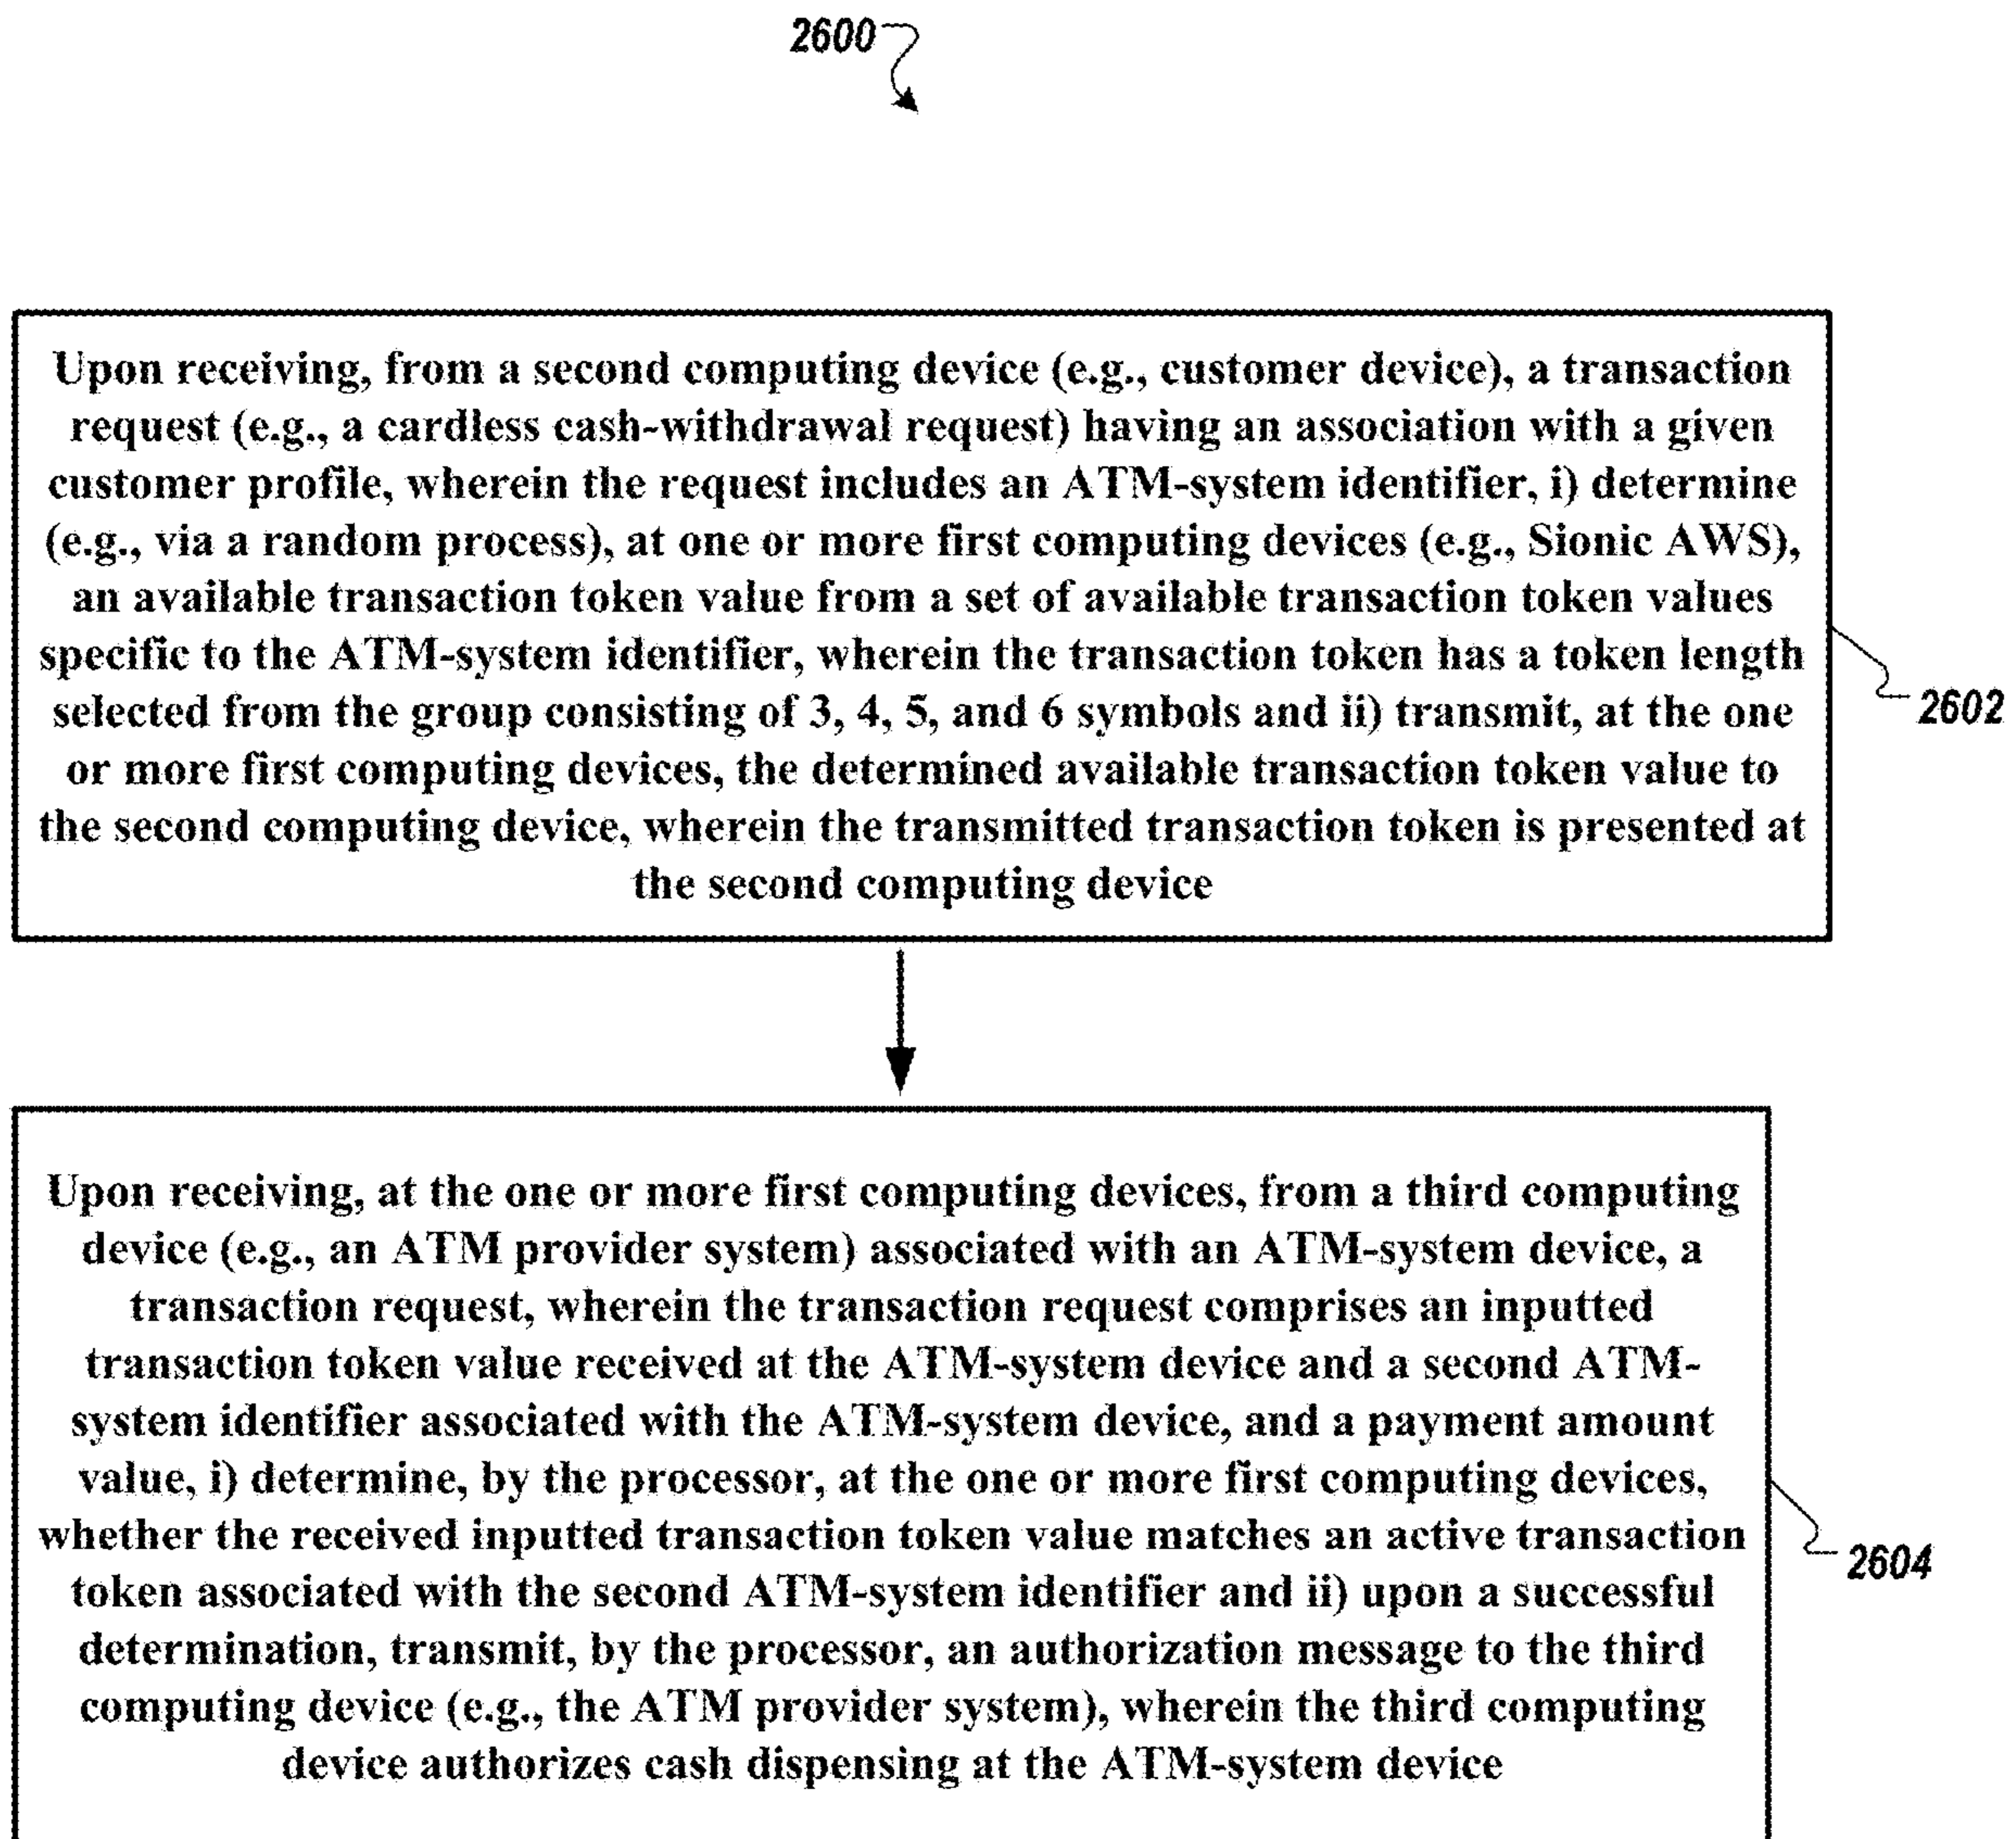 2600
Upon receiving, from a second computing device (e.g., customer device), a transaction
request (e.g., a cardless cash-withdrawal request) having an association with a given
customer profile, wherein the request includes an ATM-system identifier, i) determine
(e.g., via a random process), at one or more first computing devices (e.g., Sionic AWS),
an available transaction token value from a set of available transaction token values
specific to the ATM-system identifier, wherein the transaction token has a token length
selected from the group consisting of 3, 4, 5, and 6 symbols and ii) transmit, at the one
or more first computing devices, the determined available transaction token value to
the second computing device, wherein the transmitted transaction token is presented at
the second computing device
2602
Upon receiving, at the one or more first computing devices, from a third computing
device (e.g., an ATM provider system) associated with an ATM-system device, a
transaction request, wherein the transaction request comprises an inputted
transaction token value received at the ATM-system device and a second ATM-
system identifier associated with the ATM-system device, and a payment amount
value, i) determine, by the processor, at the one or more first computing devices,
whether the received inputted transaction token value matches an active transaction
token associated with the second ATM-system identifier and ii) upon a successful
determination, transmit, by the processor, an authorization message to the third
computing device (e.g., the ATM provider system), wherein the third computing
device authorizes cash dispensing at the ATM-system device
2604